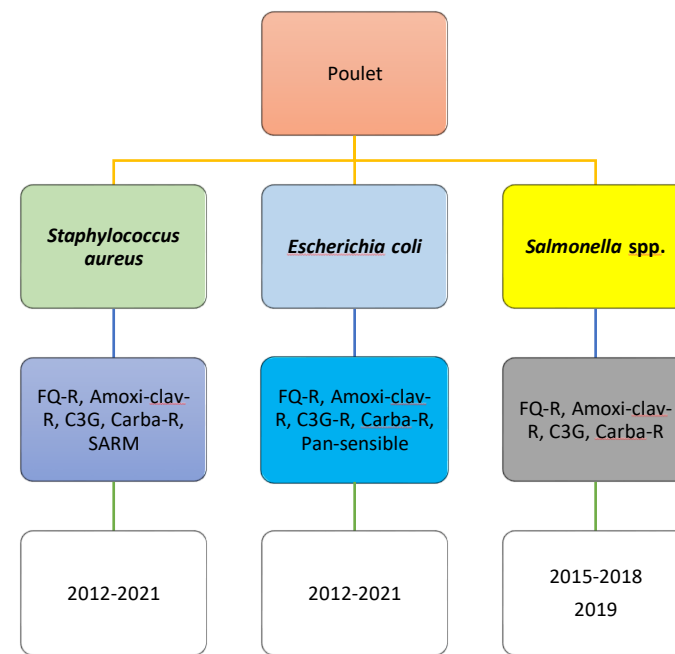 Poulet
Staphylococcus
aureus
Escherichia coli
Salmonella spp.
FQ-R, Amoxi-clav-
R, C3G, Carba-R,
SARM
FQ-R, Amoxi-clav-
R, C3G-R, Carba-R,
Pan-sensible
FQ-R, Amoxi-clav-
R, C3G, Carba-R
2012-2021
2012-2021
2015-2018
2019